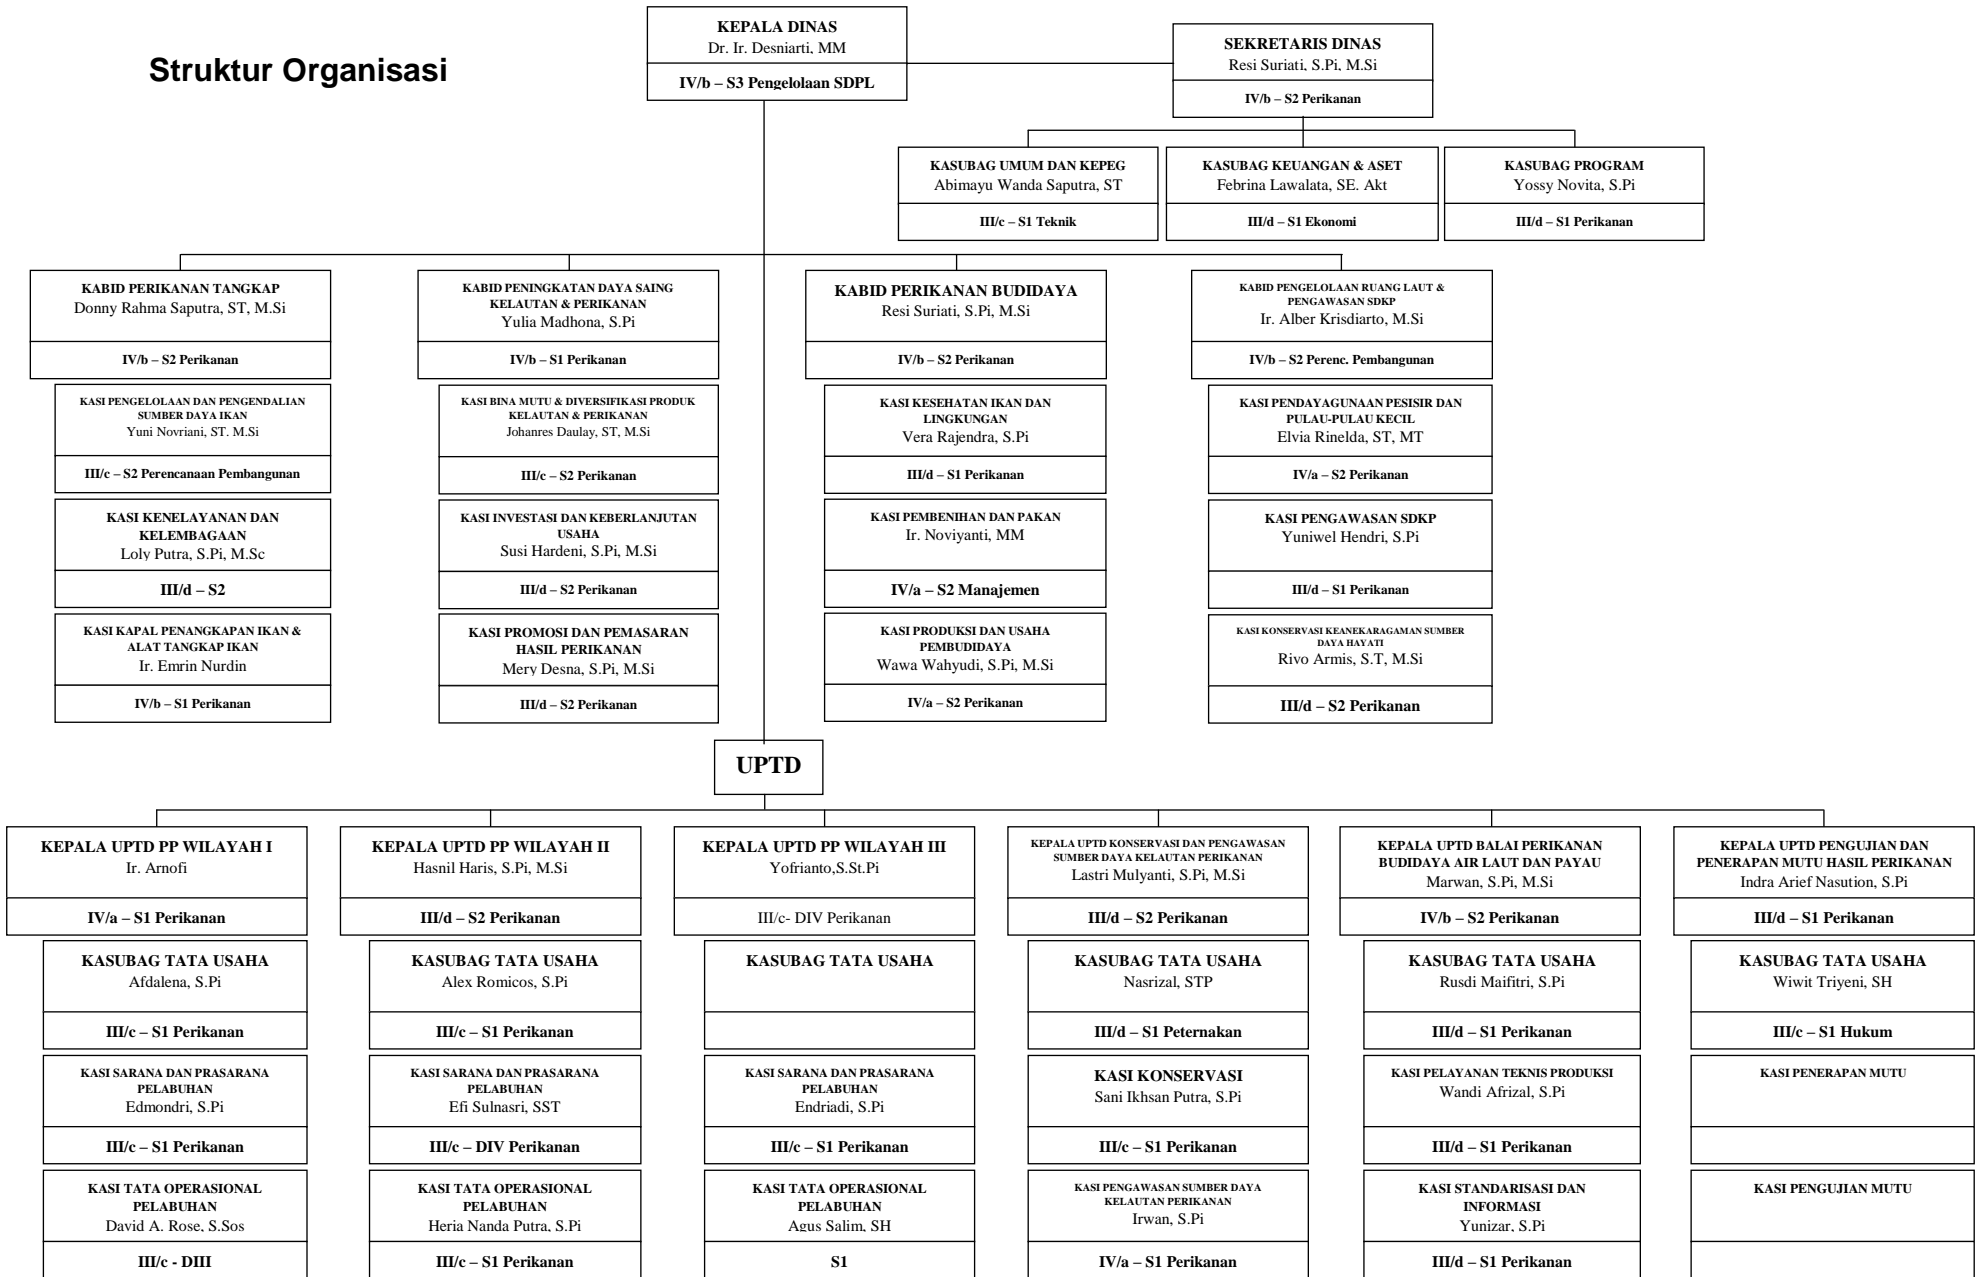 Struktur Organisasi
KEPALA DINAS
Dr. Ir. Desniarti, MM
IV/b – S3 Pengelolaan SDPL
SEKRETARIS DINAS
Resi Suriati, S.Pi, M.Si
IV/b – S2 Perikanan
KASUBAG UMUM DAN KEPEG
Abimayu Wanda Saputra, ST
III/c – S1 Teknik
KASUBAG KEUANGAN & ASET
Febrina Lawalata, SE. Akt
III/d – S1 Ekonomi
KASUBAG PROGRAM
Yossy Novita, S.Pi
III/d – S1 Perikanan
KABID PERIKANAN TANGKAP
Donny Rahma Saputra, ST, M.Si
IV/b – S2 Perikanan
KASI PENGELOLAAN DAN PENGENDALIAN
SUMBER DAYA IKAN
Yuni Novriani, ST. M.Si
III/c – S2 Perencanaan Pembangunan
KASI KENELAYANAN DAN
KELEMBAGAAN
Loly Putra, S.Pi, M.Sc
III/d – S2
KASI KAPAL PENANGKAPAN IKAN &
ALAT TANGKAP IKAN
Ir. Emrin Nurdin
IV/b – S1 Perikanan
KABID PENINGKATAN DAYA SAING
KELAUTAN & PERIKANAN
Yulia Madhona, S.Pi
IV/b – S1 Perikanan
KASI BINA MUTU & DIVERSIFIKASI PRODUK
KELAUTAN & PERIKANAN
Johanres Daulay, ST, M.Si
III/c – S2 Perikanan
KASI INVESTASI DAN KEBERLANJUTAN
USAHA
Susi Hardeni, S.Pi, M.Si
III/d – S2 Perikanan
KASI PROMOSI DAN PEMASARAN
HASIL PERIKANAN
Mery Desna, S.Pi, M.Si
III/d – S2 Perikanan
KABID PERIKANAN BUDIDAYA
Resi Suriati, S.Pi, M.Si
IV/b – S2 Perikanan
KASI KESEHATAN IKAN DAN
LINGKUNGAN
Vera Rajendra, S.Pi
III/d – S1 Perikanan
KASI PEMBENIHAN DAN PAKAN
Ir. Noviyanti, MM
IV/a – S2 Manajemen
KASI PRODUKSI DAN USAHA
PEMBUDIDAYA
Wawa Wahyudi, S.Pi, M.Si
IV/a – S2 Perikanan
KABID PENGELOLAAN RUANG LAUT &
PENGAWASAN SDKP
Ir. Alber Krisdiarto, M.Si
IV/b – S2 Perenc. Pembangunan
KASI PENDAYAGUNAAN PESISIR DAN
PULAU-PULAU KECIL
Elvia Rinelda, ST, MT
IV/a – S2 Perikanan
KASI PENGAWASAN SDKP
Yuniwel Hendri, S.Pi
III/d – S1 Perikanan
KASI KONSERVASI KEANEKARAGAMAN SUMBER
DAYA HAYATI
Rivo Armis, S.T, M.Si
III/d – S2 Perikanan
UPTD
KEPALA UPTD PP WILAYAH I
Ir. Arnofi
IV/a – S1 Perikanan
KASUBAG TATA USAHA
Afdalena, S.Pi
III/c – S1 Perikanan
KASI SARANA DAN PRASARANA
PELABUHAN
Edmondri, S.Pi
III/c – S1 Perikanan
KASI TATA OPERASIONAL
PELABUHAN
David A. Rose, S.Sos
III/c - DIII
KEPALA UPTD PP WILAYAH II
Hasnil Haris, S.Pi, M.Si
III/d – S2 Perikanan
KASUBAG TATA USAHA
Alex Romicos, S.Pi
III/c – S1 Perikanan
KASI SARANA DAN PRASARANA
PELABUHAN
Efi Sulnasri, SST
III/c – DIV Perikanan
KASI TATA OPERASIONAL
PELABUHAN
Heria Nanda Putra, S.Pi
III/c – S1 Perikanan
KEPALA UPTD PP WILAYAH III
Yofrianto,S.St.Pi
III/c- DIV Perikanan
KASUBAG TATA USAHA
KASI SARANA DAN PRASARANA
PELABUHAN
Endriadi, S.Pi
III/c – S1 Perikanan
KASI TATA OPERASIONAL
PELABUHAN
Agus Salim, SH
S1
KEPALA UPTD KONSERVASI DAN PENGAWASAN
SUMBER DAYA KELAUTAN PERIKANAN
Lastri Mulyanti, S.Pi, M.Si
III/d – S2 Perikanan
KASUBAG TATA USAHA
Nasrizal, STP
III/d – S1 Peternakan
KASI KONSERVASI
Sani Ikhsan Putra, S.Pi
III/c – S1 Perikanan
KASI PENGAWASAN SUMBER DAYA
KELAUTAN PERIKANAN
Irwan, S.Pi
IV/a – S1 Perikanan
KEPALA UPTD BALAI PERIKANAN
BUDIDAYA AIR LAUT DAN PAYAU
Marwan, S.Pi, M.Si
IV/b – S2 Perikanan
KASUBAG TATA USAHA
Rusdi Maifitri, S.Pi
III/d – S1 Perikanan
KASI PELAYANAN TEKNIS PRODUKSI
Wandi Afrizal, S.Pi
III/d – S1 Perikanan
KASI STANDARISASI DAN
INFORMASI
Yunizar, S.Pi
III/d – S1 Perikanan
KEPALA UPTD PENGUJIAN DAN
PENERAPAN MUTU HASIL PERIKANAN
Indra Arief Nasution, S.Pi
III/d – S1 Perikanan
KASUBAG TATA USAHA
Wiwit Triyeni, SH
III/c – S1 Hukum
KASI PENERAPAN MUTU
KASI PENGUJIAN MUTU